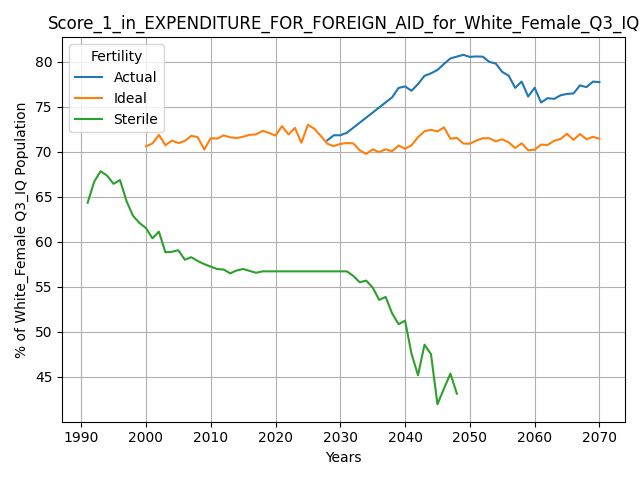 Score_1_in_EXPENDITURE_FOR_FOREIGN_AID_for_White_Female_Q3_IQ
Fertility
Actual
Ideal
Sterile
% of White_Female Q3_IQ Population
80
75
70
65
60
55
50
45
1990 2000 2010 2020 2030 2040 2050 2060 2070
Years